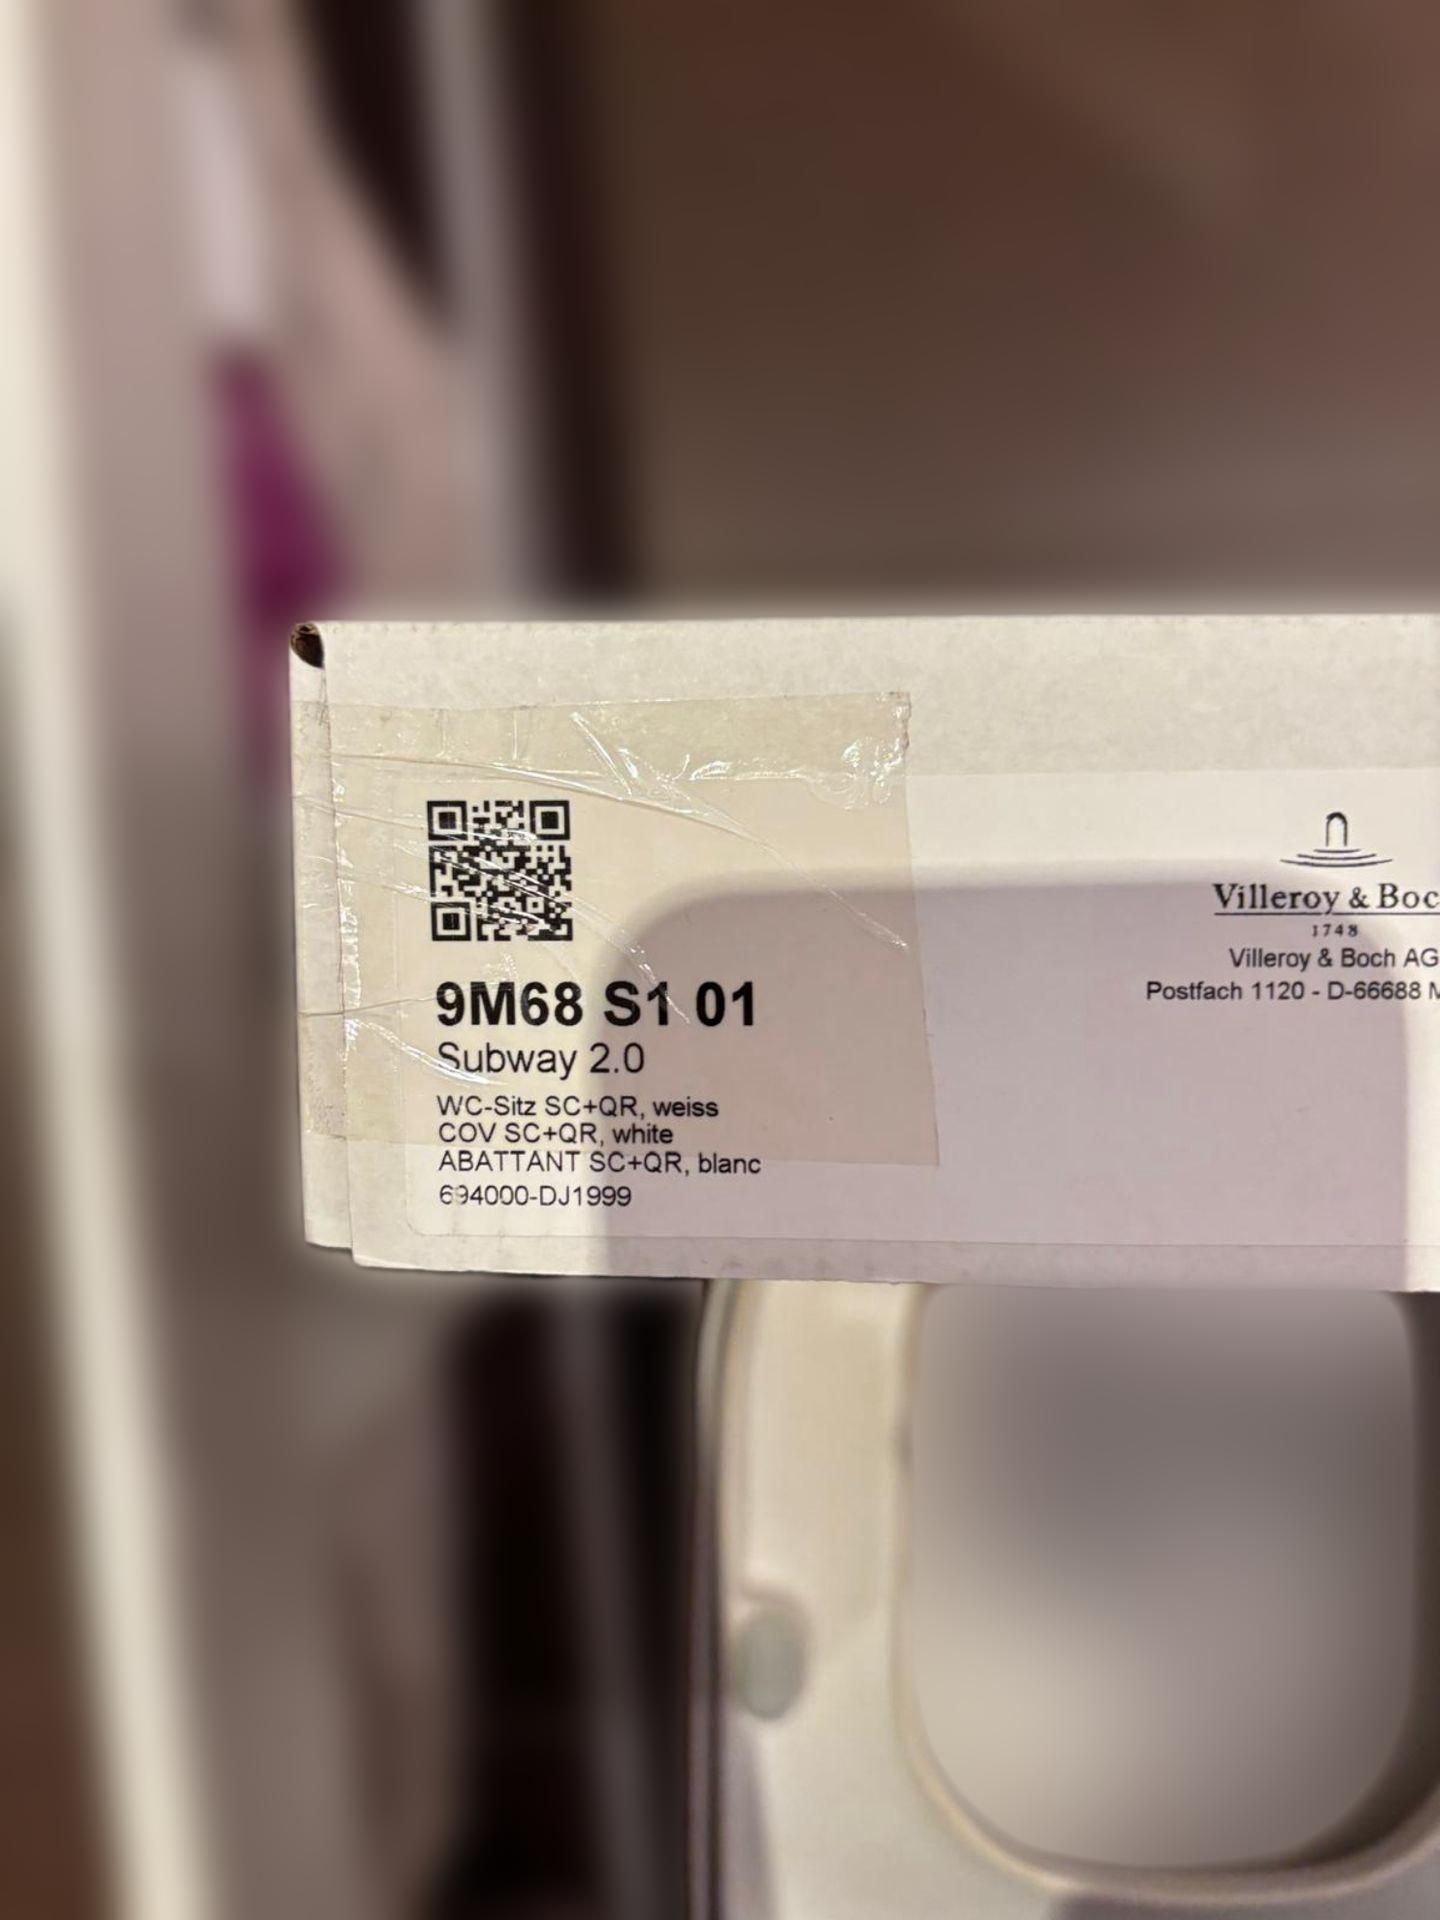 9M68 S1 01
Subway 2.0
WC-Sitz SC+QR, weiss
COV SC+QR, white
ABATTANT SC+QR, blanc
694000-DJ1999
Villeroy & Boc
1748
Villeroy & Boch AG
Postfach 1120 - D-66688